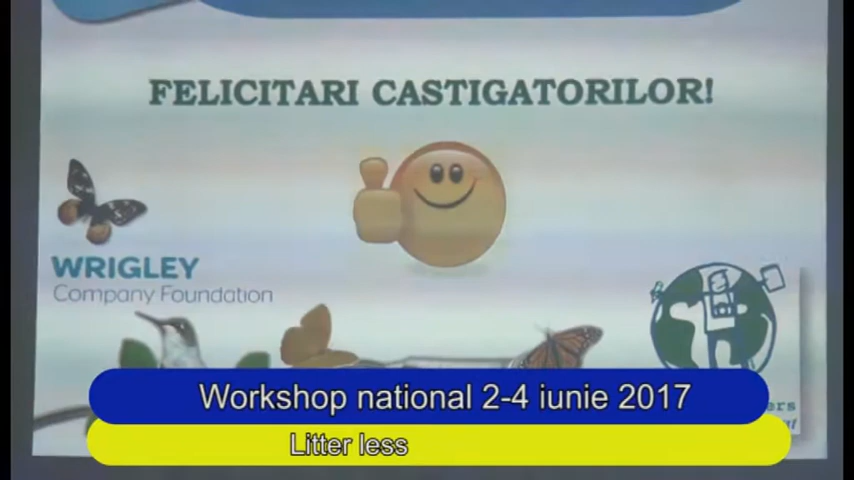 FELICITARI CASTIGATORILOR!
WRIGLEY
Company Foundation
Workshop national 2-4 iunie 2017
Litter less